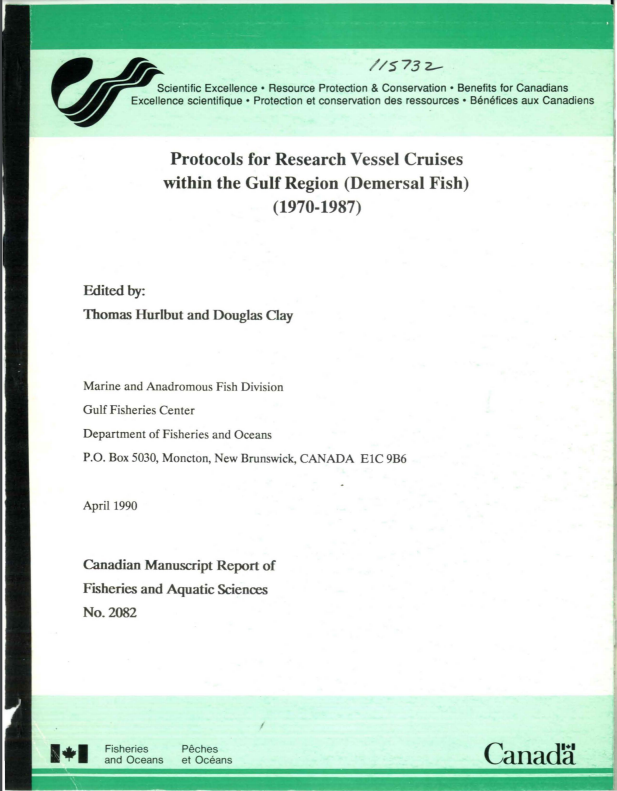 115732
Scientific Excellence • Resource Protection & Conservation • Benefits for Canadians
Excellence scientifique • Protection et conservation des ressources • Bénéfices aux Canadiens
Protocols for Research Vessel Cruises
within the Gulf Region (Demersal Fish)
(1970-1987)
Edited by:
Thomas Hurlbut and Douglas Clay
Marine and Anadromous Fish Division
Gulf Fisheries Center
Department of Fisheries and Oceans
P.O. Box 5030, Moncton, New Brunswick, CANADA E1C 9B6
April 1990
Canadian Manuscript Report of
Fisheries and Aquatic Sciences
No. 2082
Fisheries Pêches
and Oceans et Océans
Canada